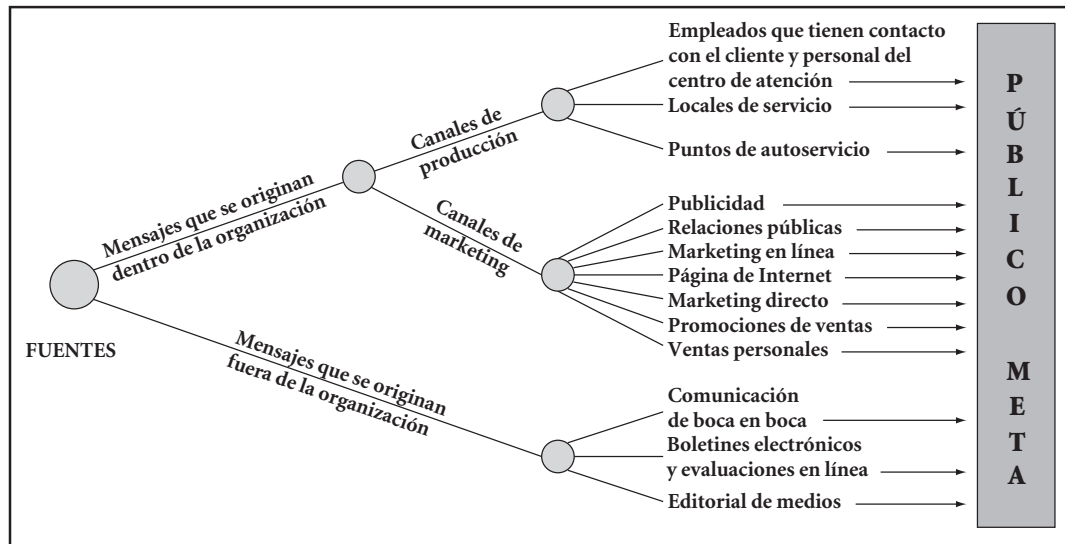 Empleados que tienen contacto
con el cliente y personal del
centro de atención
Locales de servicio
Puntos de autoservicio
Canales de
producción
Mensajes que se originan
dentro de la organización
Canales de
marketing
Publicidad
Relaciones públicas
Marketing en línea
Página de Internet
Marketing directo
Promociones de ventas
Ventas personales
FUENTES
Mensajes que se originan
fuera de la organización
Comunicación
de boca en boca
Boletines electrónicos
y evaluaciones en línea
Editorial de medios
PÚBLICO META